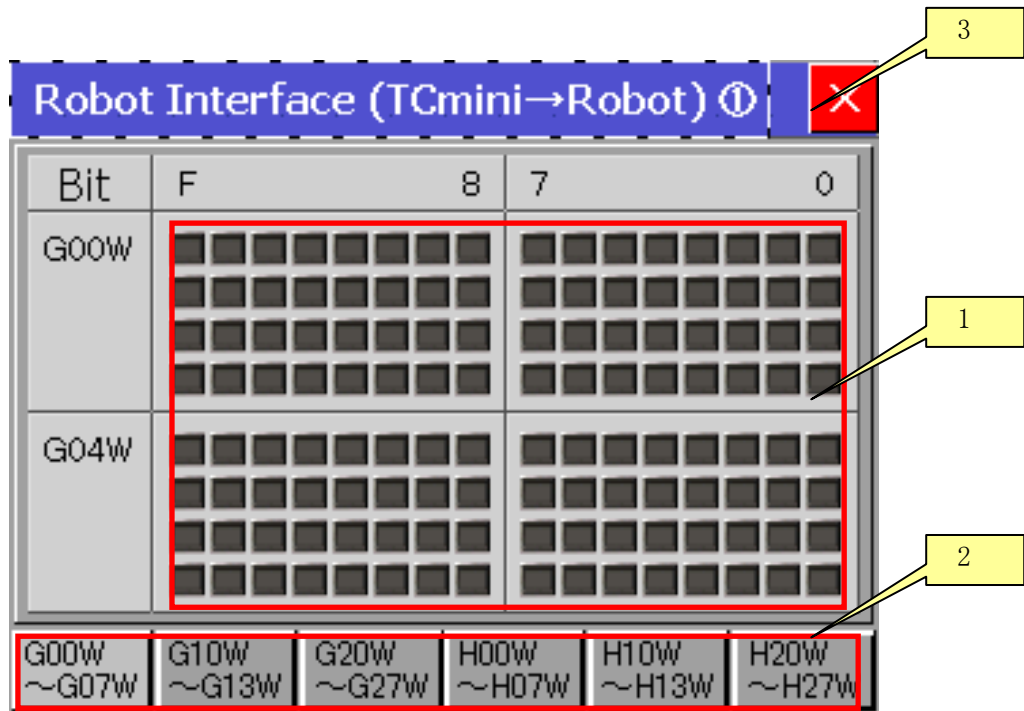 3
Robot Interface (TCmini→Robot) ①
×
Bit F 8 7 0
G00W
1
G04W
2
G00W ～G07W
G10W ～G13W
G20W ～G27W
H00W ～H07W
H10W ～H13W
H20W ～H27W